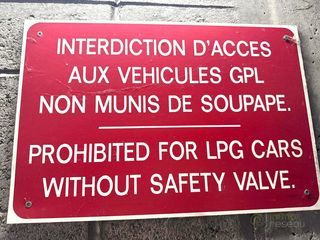 INTERDICTION D'ACCES
AUX VEHICULES GPL
NON MUNIS DE SOUPAPE.
PROHIBITED FOR LPG CARS
WITHOUT SAFETY VALVE.